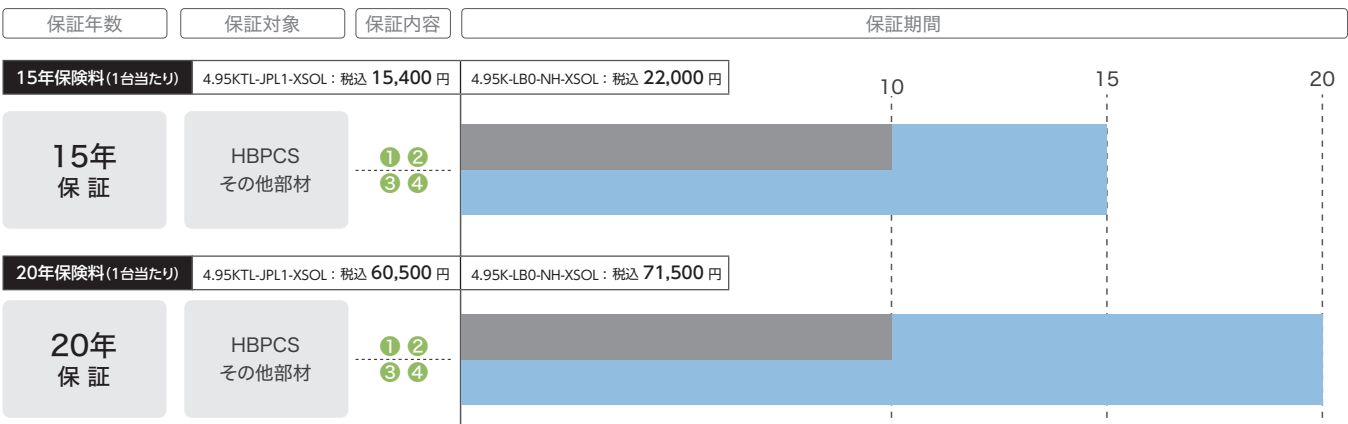 保証年数 保証対象 保証内容 保証期間
15年保険料(1台当たり) 4.95KTL-JPL1-XSOL：税込 15,400 円 4.95K-LB0-NH-XSOL：税込 22,000 円
10 15 20
15年
保 証
HBPCS
その他部材
❶ ❷
❸ ❹
20年保険料(1台当たり) 4.95KTL-JPL1-XSOL：税込 60,500 円 4.95K-LB0-NH-XSOL：税込 71,500 円
20年
保 証
HBPCS
その他部材
❶ ❷
❸ ❹